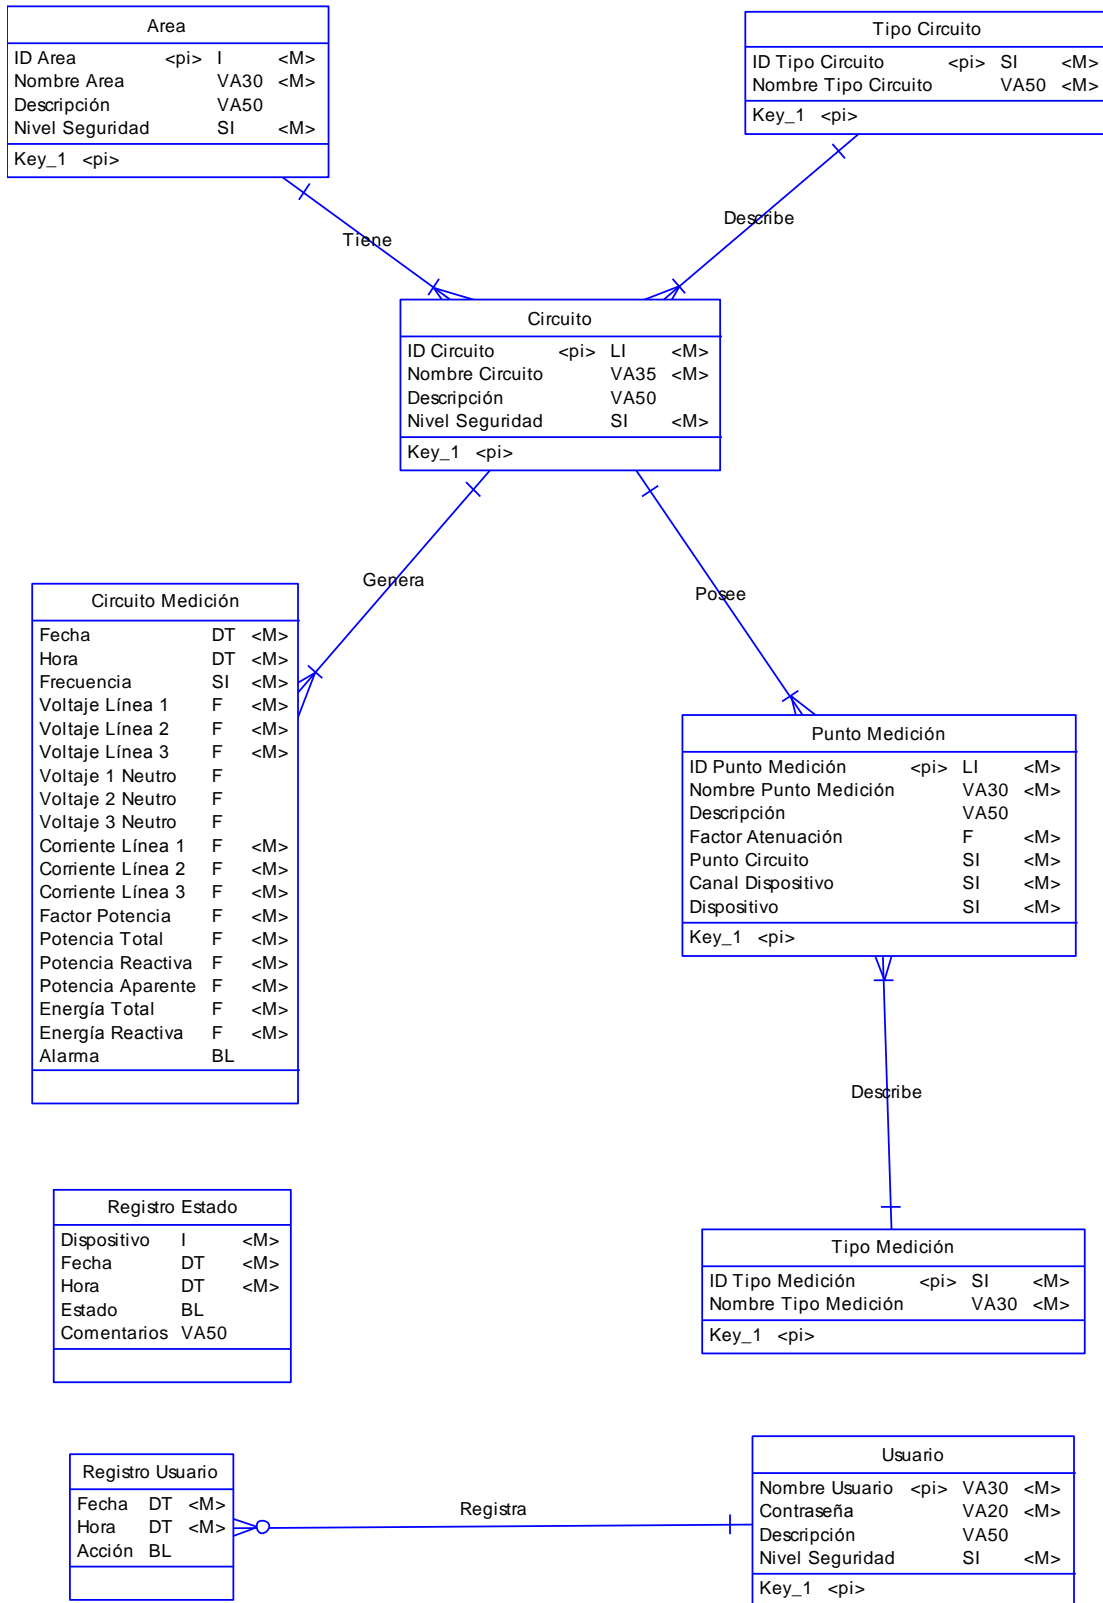 Area
ID Area <pi> I <M>
Nombre Area VA30 <M>
Descripción VA50
Nivel Seguridad SI <M>
Key_1 <pi>
Tipo Circuito
ID Tipo Circuito <pi> SI <M>
Nombre Tipo Circuito VA50 <M>
Key_1 <pi>
Tiene
Describe
Circuito
ID Circuito <pi> LI <M>
Nombre Circuito VA35 <M>
Descripción VA50
Nivel Seguridad SI <M>
Key_1 <pi>
Genera
Posee
Circuito Medición
Fecha DT <M>
Hora DT <M>
Frecuencia SI <M>
Voltaje Línea 1 F <M>
Voltaje Línea 2 F <M>
Voltaje Línea 3 F <M>
Voltaje 1 Neutro F
Voltaje 2 Neutro F
Voltaje 3 Neutro F
Corriente Línea 1 F <M>
Corriente Línea 2 F <M>
Corriente Línea 3 F <M>
Factor Potencia F <M>
Potencia Total F <M>
Potencia Reactiva F <M>
Potencia Aparente F <M>
Energía Total F <M>
Energía Reactiva F <M>
Alarma BL
Punto Medición
ID Punto Medición <pi> LI <M>
Nombre Punto Medición VA30 <M>
Descripción VA50
Factor Atenuación F <M>
Punto Circuito SI <M>
Canal Dispositivo SI <M>
Dispositivo SI <M>
Key_1 <pi>
Describe
Registro Estado
Dispositivo I <M>
Fecha DT <M>
Hora DT <M>
Estado BL
Comentarios VA50
Tipo Medición
ID Tipo Medición <pi> SI <M>
Nombre Tipo Medición VA30 <M>
Key_1 <pi>
Registro Usuario
Fecha DT <M>
Hora DT <M>
Acción BL
Registra
Usuario
Nombre Usuario <pi> VA30 <M>
Contraseña VA20 <M>
Descripción VA50
Nivel Seguridad SI <M>
Key_1 <pi>